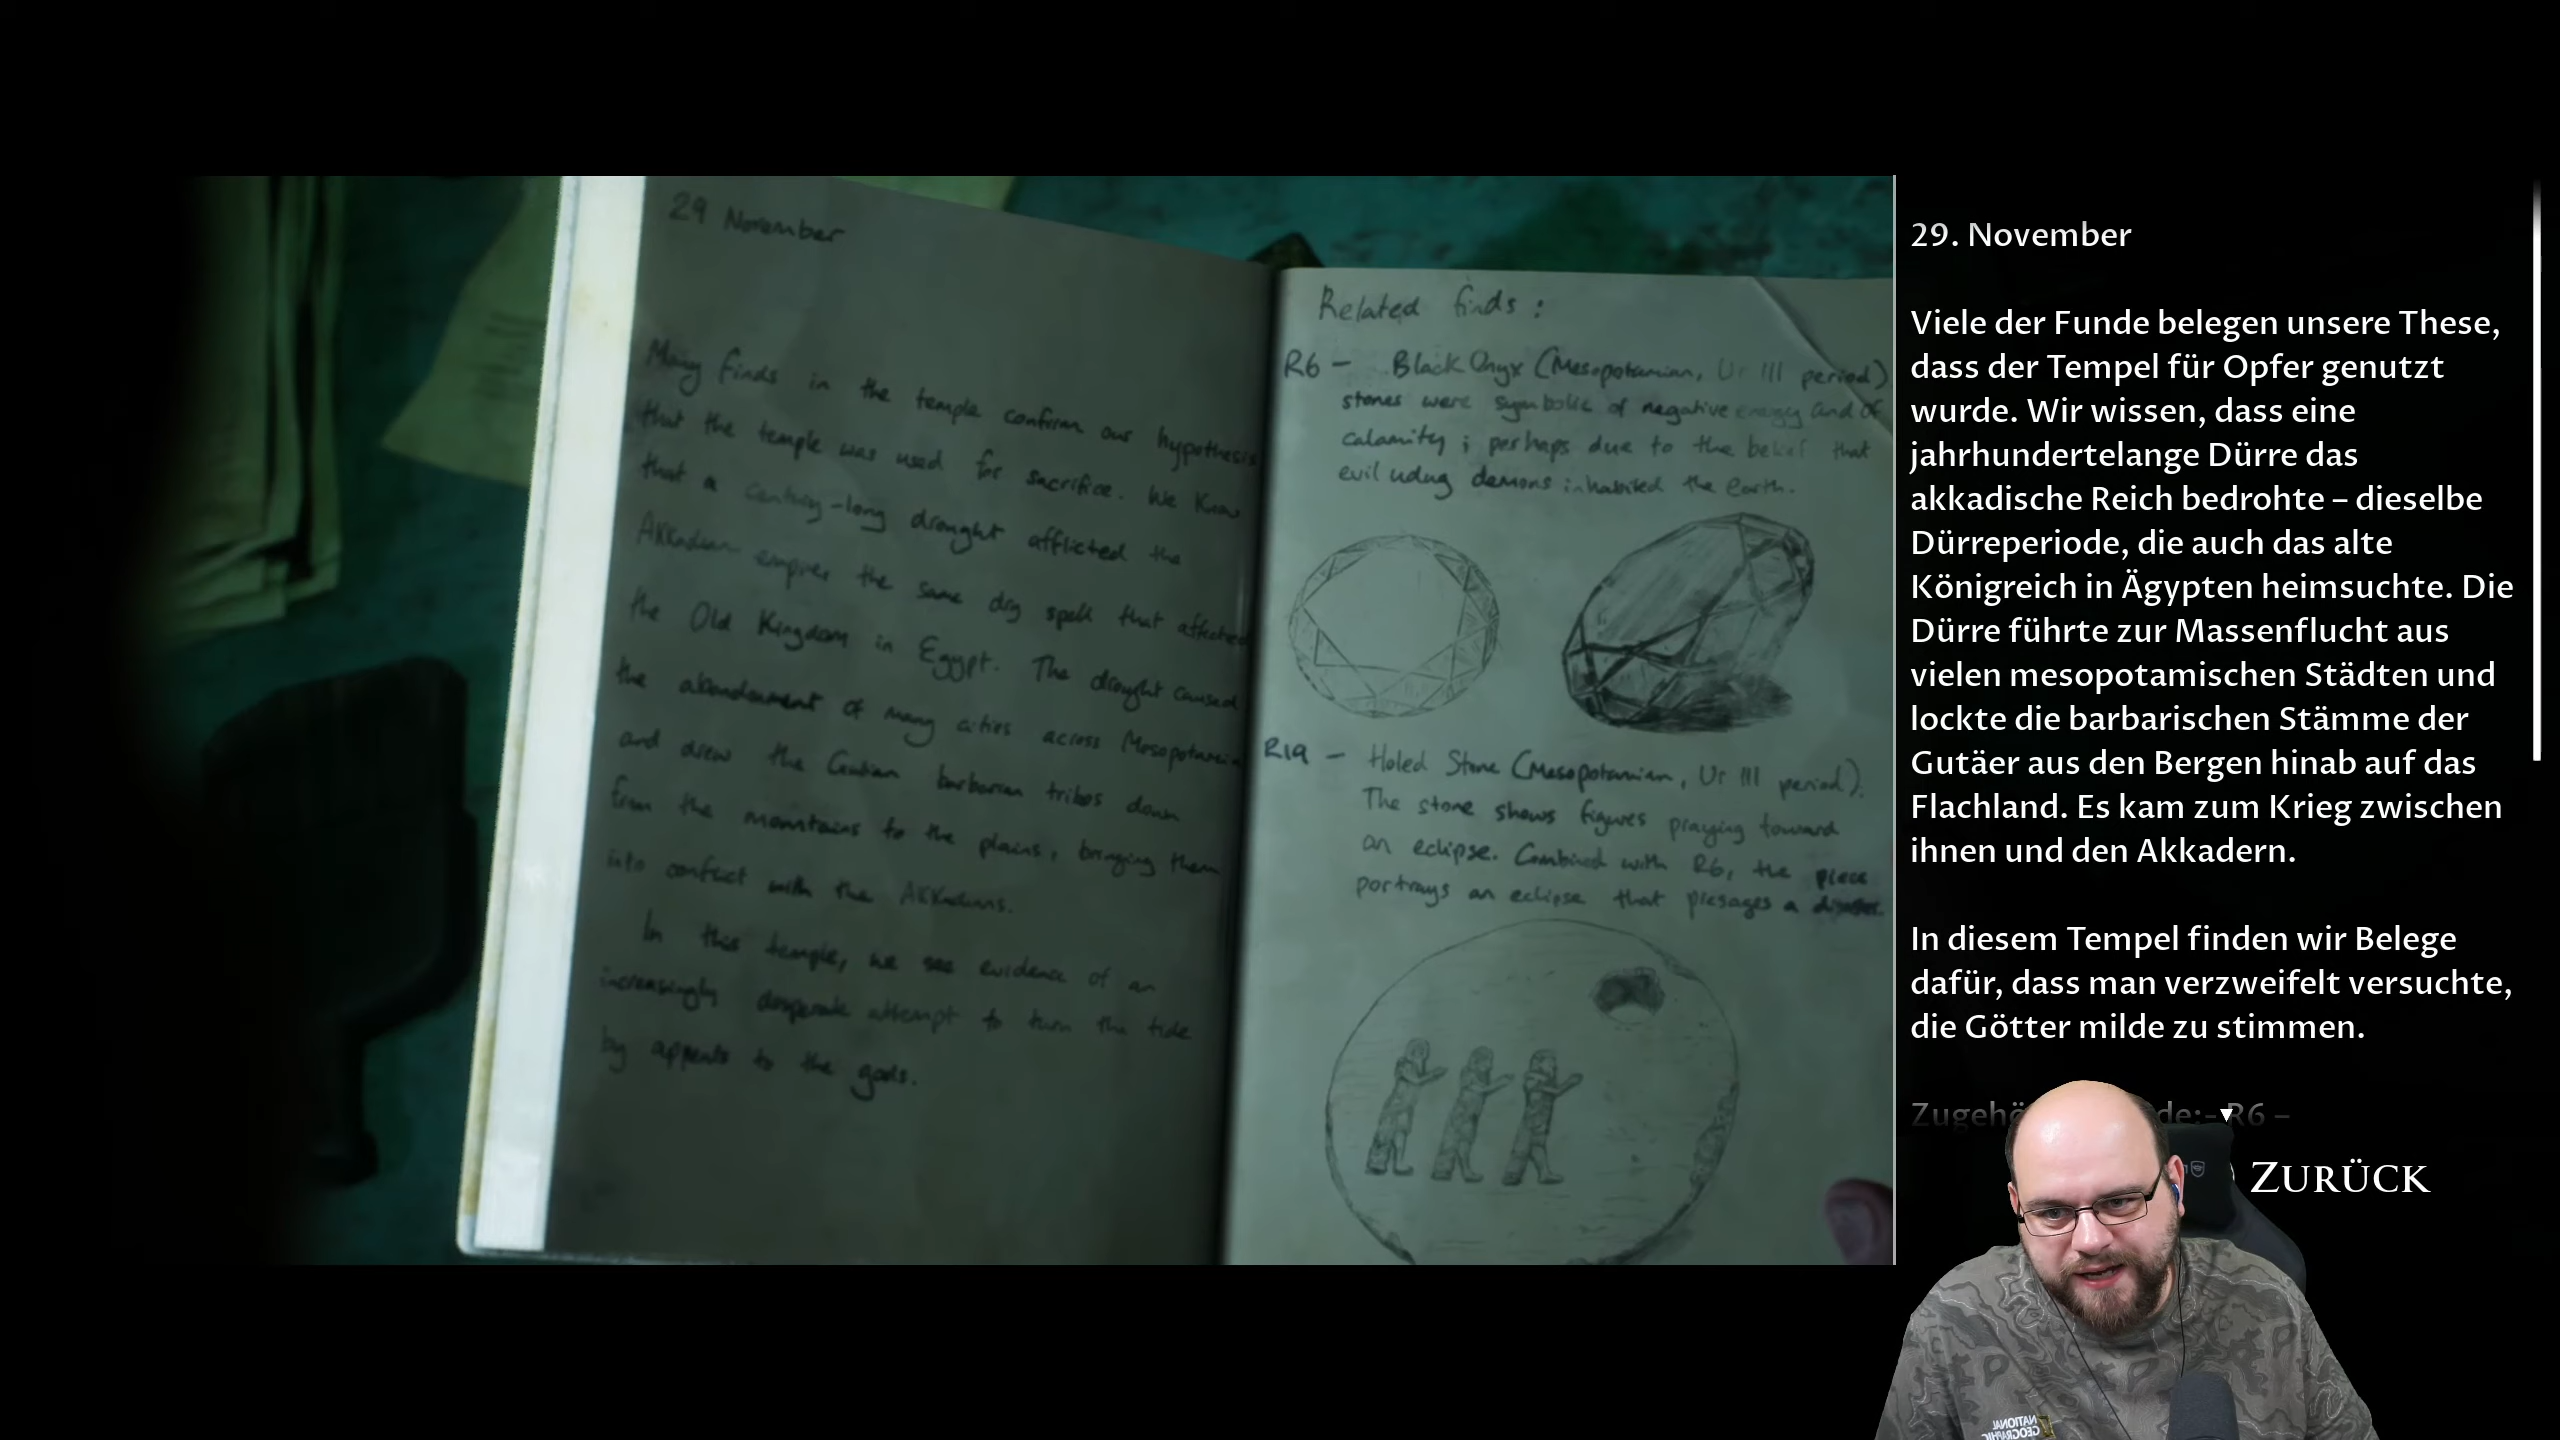 29 November
Many finds in the temple confirm our hypothesis
that the temple was used for sacrifice. We know
that a century-long drought afflicted the
Akkadian empire, the same dry spell that affected
the Old Kingdom in Egypt. The drought caused
the abandonment of many cities across Mesopotamia
and drew the Gutian barbarian tribes down
from the mountains to the plains, bringing them
into conflict with the Akkadians.
In this temple, we see evidence of an
increasingly desperate attempt to turn the tide
by appeals to the gods.
Related finds:
R6 - Black Onyx (Mesopotamian, Ur III period)
stones were symbolic of negative energy and of
calamity; perhaps due to the belief that
evil udug demons inhabited the earth.
R19 - Holed Stone (Mesopotamian, Ur III period).
The stone shows figures praying toward
an eclipse. Combined with R6, the piece
portrays an eclipse that presages a disaster.
29. November
Viele der Funde belegen unsere These,
dass der Tempel für Opfer genutzt
wurde. Wir wissen, dass eine
jahrhundertelange Dürre das
akkadische Reich bedrohte – dieselbe
Dürreperiode, die auch das alte
Königreich in Ägypten heimsuchte. Die
Dürre führte zur Massenflucht aus
vielen mesopotamischen Städten und
lockte die barbarischen Stämme der
Gutäer aus den Bergen hinab auf das
Flachland. Es kam zum Krieg zwischen
ihnen und den Akkadern.
In diesem Tempel finden wir Belege
dafür, dass man verzweifelt versuchte,
die Götter milde zu stimmen.
R6 –
ZURÜCK
NATIONAL
GEOGRAPHIC